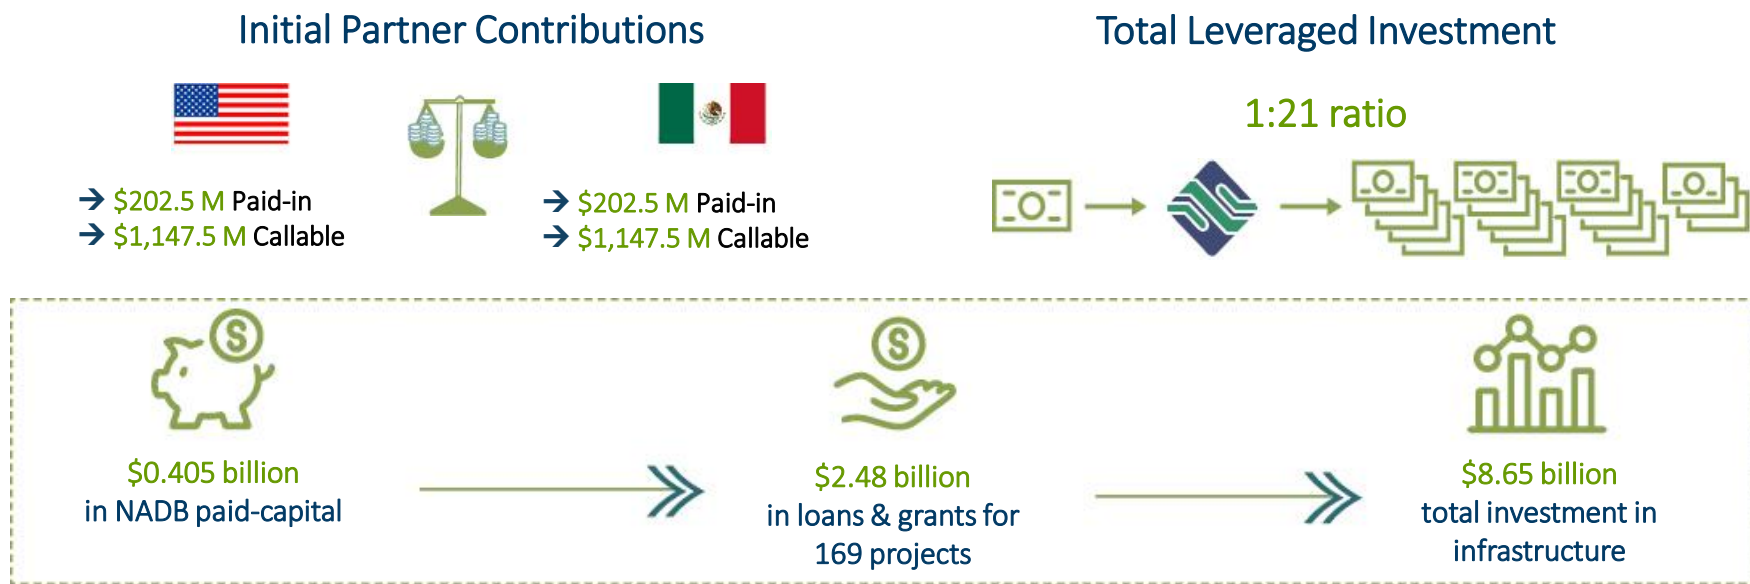 Initial Partner Contributions
Total Leveraged Investment
1:21 ratio
$202.5 M Paid-in
$1,147.5 M Callable
$202.5 M Paid-in
$1,147.5 M Callable
$0.405 billion
in NADB paid-capital
$2.48 billion
in loans & grants for
169 projects
$8.65 billion
total investment in
infrastructure